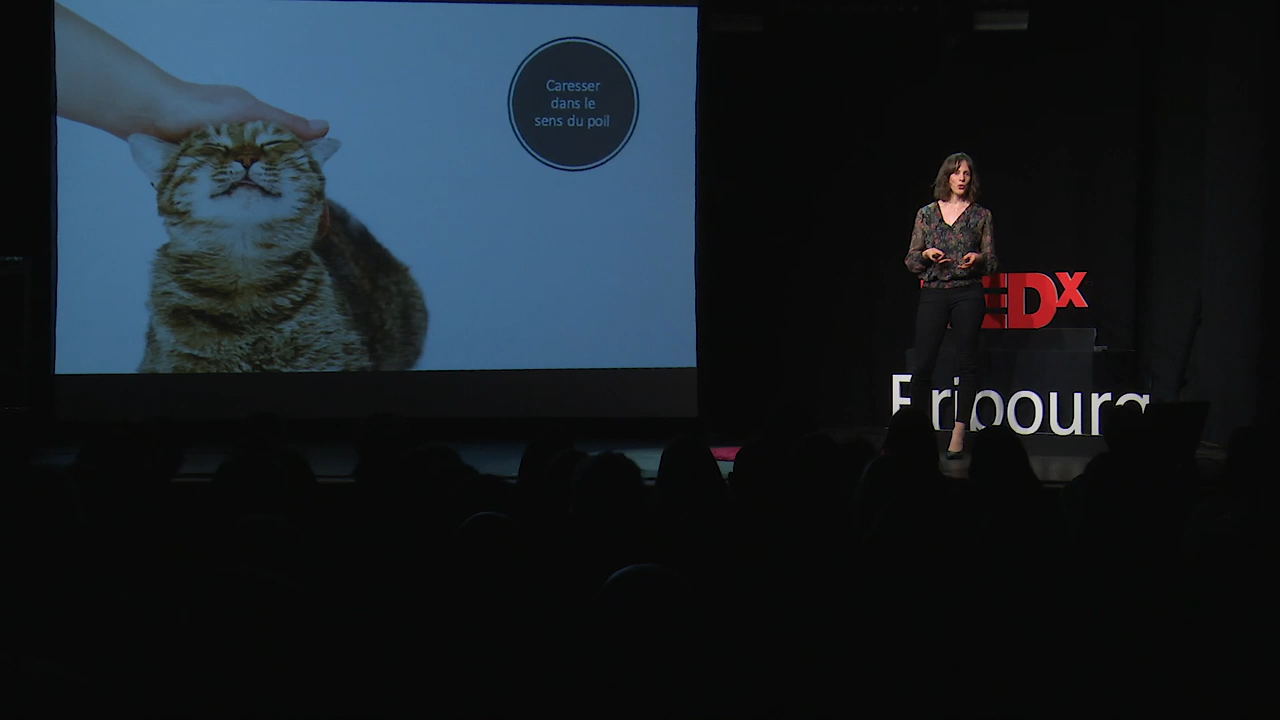 Caresser
dans le
sens du poil
TEDx
Fribourg